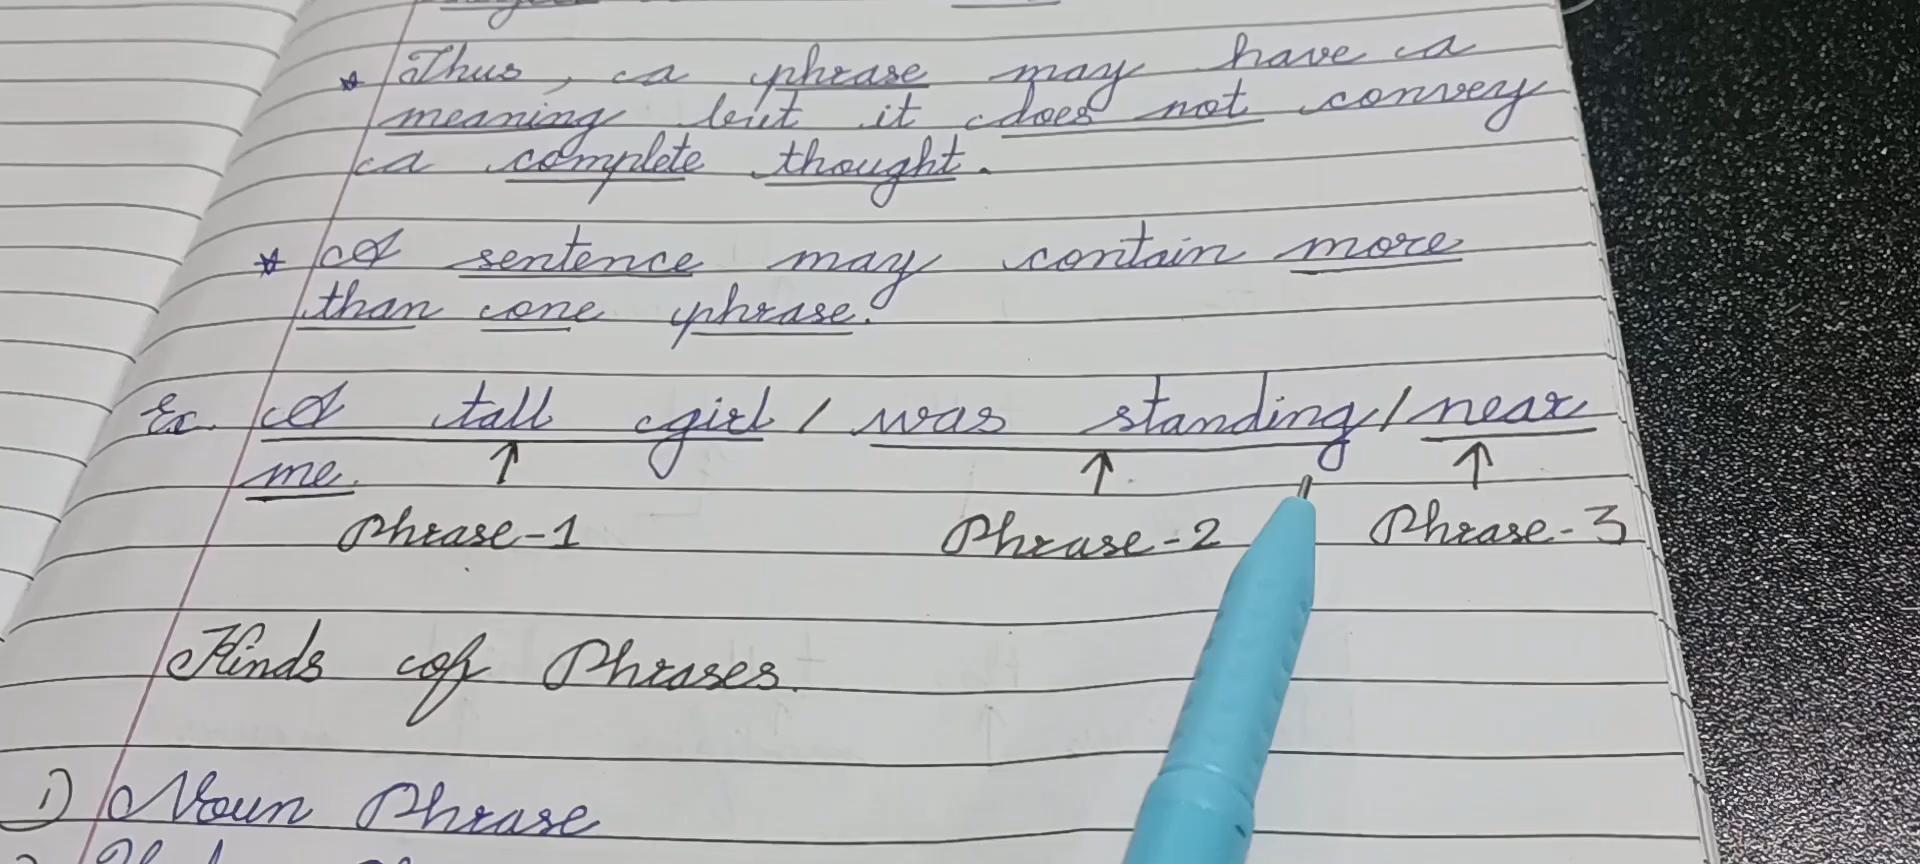 * Thus, a phrase may have a
meaning but it does not convey
a complete thought.
* A sentence may contain more
than one phrase.
Ex. A tall girl / was standing / near
me.
Phrase-1 Phrase-2 Phrase-3
Kinds of Phrases.
1) Noun Phrase